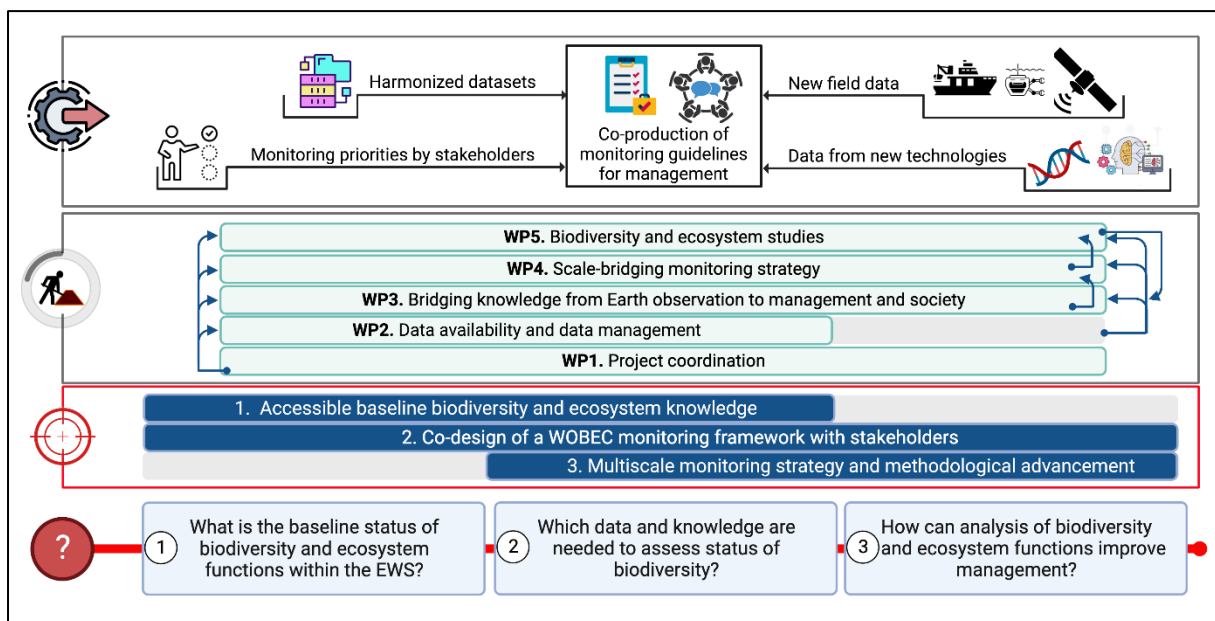 Harmonized datasets
Monitoring priorities by stakeholders
Co-production of
monitoring guidelines
for management
New field data
Data from new technologies
WP5. Biodiversity and ecosystem studies
WP4. Scale-bridging monitoring strategy
WP3. Bridging knowledge from Earth observation to management and society
WP2. Data availability and data management
WP1. Project coordination
1. Accessible baseline biodiversity and ecosystem knowledge
2. Co-design of a WOBEC monitoring framework with stakeholders
3. Multiscale monitoring strategy and methodological advancement
?
1
What is the baseline status of
biodiversity and ecosystem
functions within the EWS?
2
Which data and knowledge are
needed to assess status of
biodiversity?
3
How can analysis of biodiversity
and ecosystem functions improve
management?